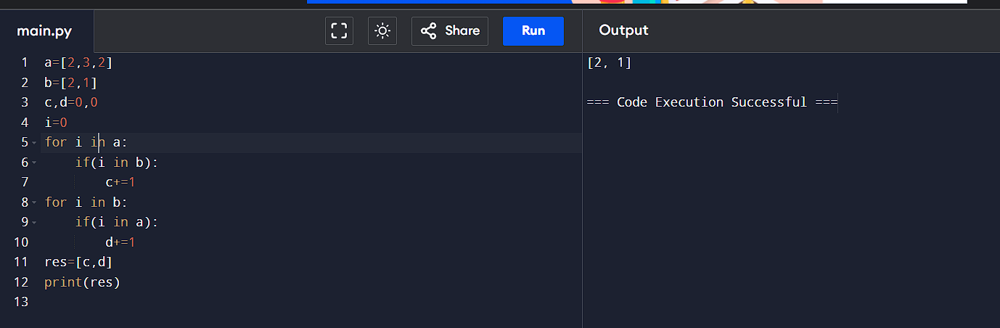 main.py
Share
Run
Output
1 a=[2,3,2]
2 b=[2,1]
3 c,d=0,0
4 i=0
5 for i in a:
6     if(i in b):
7         c+=1
8 for i in b:
9     if(i in a):
10         d+=1
11 res=[c,d]
12 print(res)
13
[2, 1]
=== Code Execution Successful ===